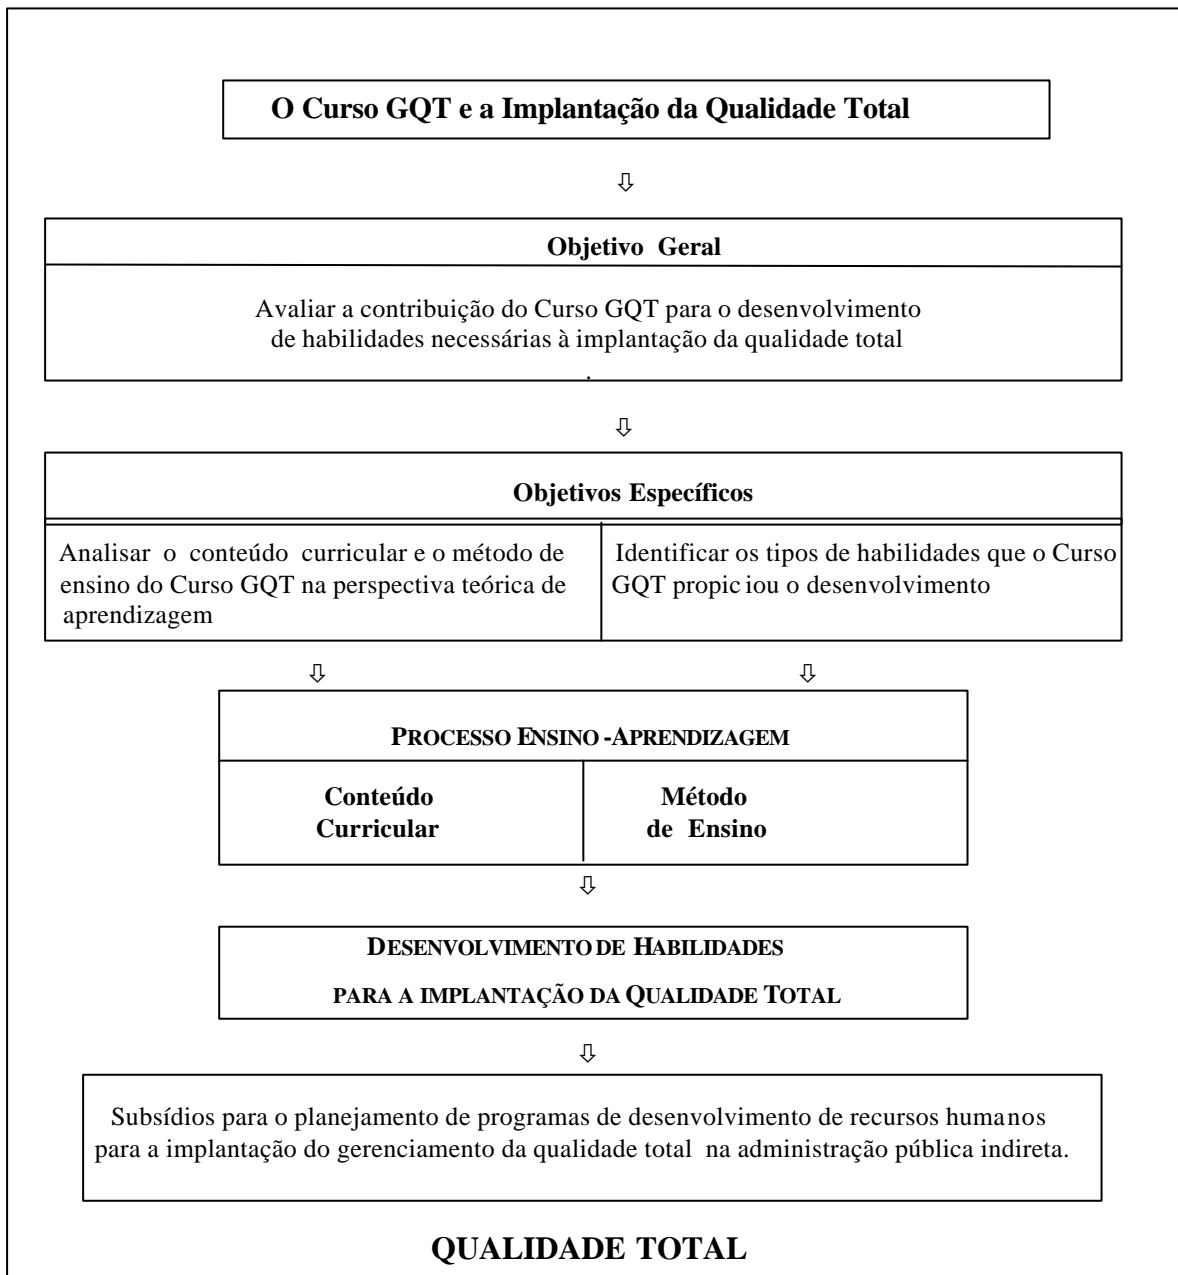 O Curso GQT e a Implantação da Qualidade Total
⇩
Objetivo Geral
Avaliar a contribuição do Curso GQT para o desenvolvimento
de habilidades necessárias à implantação da qualidade total
.
⇩
Objetivos Específicos
Analisar o conteúdo curricular e o método de
ensino do Curso GQT na perspectiva teórica de
aprendizagem
Identificar os tipos de habilidades que o Curso
GQT propic iou o desenvolvimento
⇩ ⇩
PROCESSO ENSINO -APRENDIZAGEM
Conteúdo
Curricular
Método
de Ensino
⇩
DESENVOLVIMENTO DE HABILIDADES
PARA A IMPLANTAÇÃO DA QUALIDADE TOTAL
⇩
Subsídios para o planejamento de programas de desenvolvimento de recursos humanos
para a implantação do gerenciamento da qualidade total na administração pública indireta.
QUALIDADE TOTAL